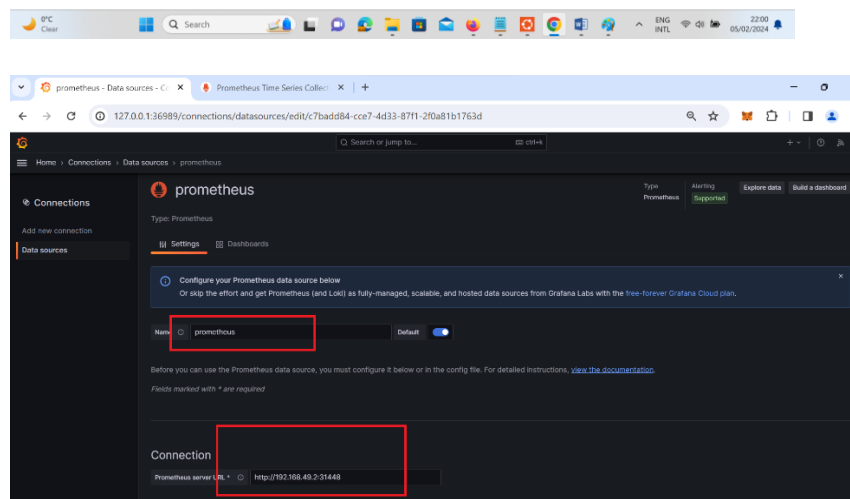 0°C
Clear
Search
ENG
INTL
22:00
05/02/2024
prometheus - Data sources - Co
Prometheus Time Series Collect
127.0.0.1:36989/connections/datasources/edit/c7badd84-cce7-4d33-87f1-2f0a81b1763d
Search or jump to...
ctrl+k
Home › Connections › Data sources › prometheus
Connections
Add new connection
Data sources
prometheus
Type: Prometheus
Type
Prometheus
Alerting
Supported
Explore data
Build a dashboard
Settings
Dashboards
Configure your Prometheus data source below
Or skip the effort and get Prometheus (and Loki) as fully-managed, scalable, and hosted data sources from Grafana Labs with the free-forever Grafana Cloud plan.
Name
prometheus
Default
Before you can use the Prometheus data source, you must configure it below or in the config file. For detailed instructions, view the documentation.
Fields marked with * are required
Connection
Prometheus server URL *
http://192.168.49.2:31448